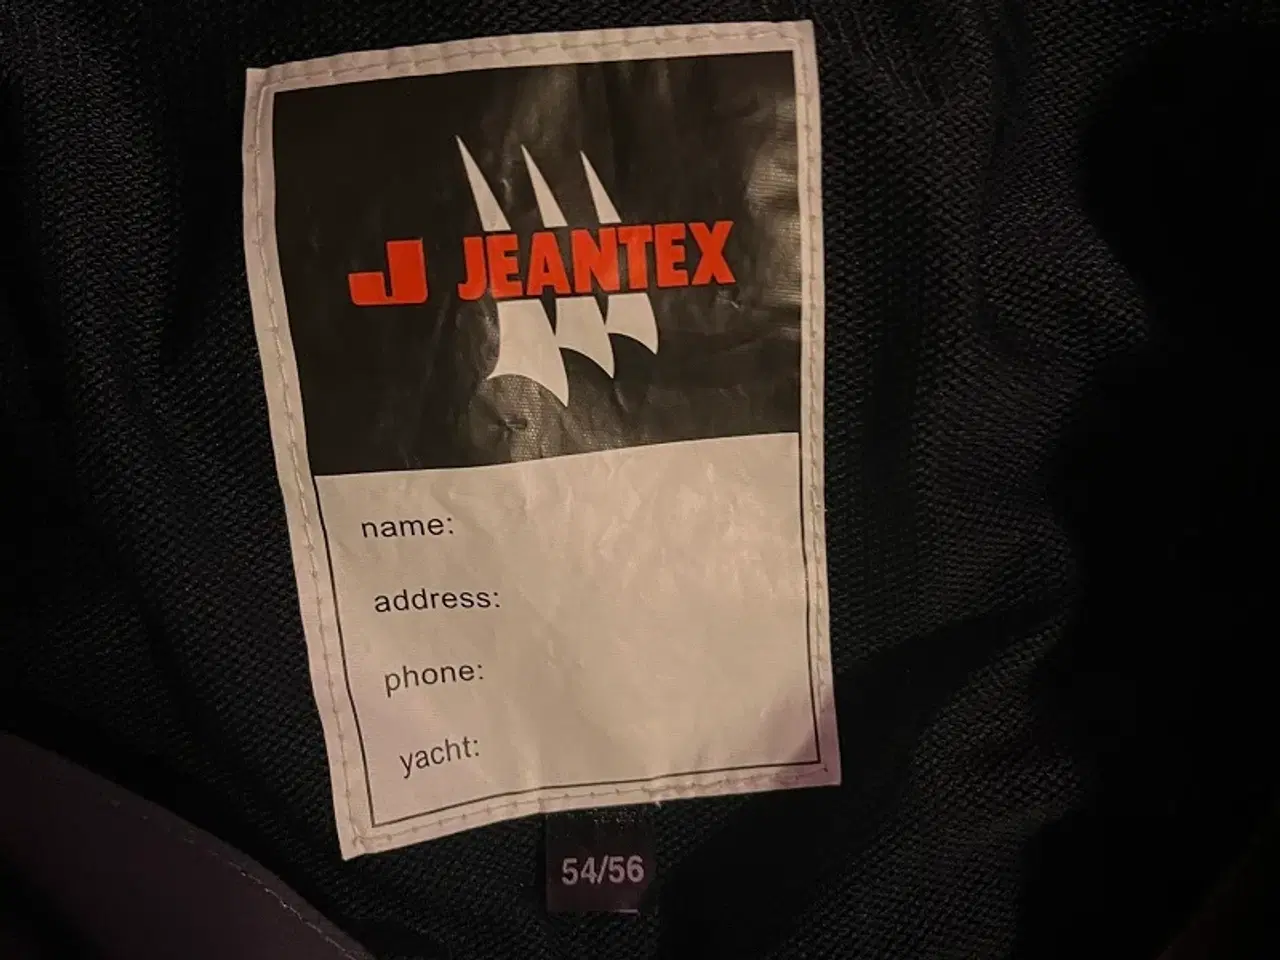 J JEANTEX
name:
address:
phone:
yacht:
54/56